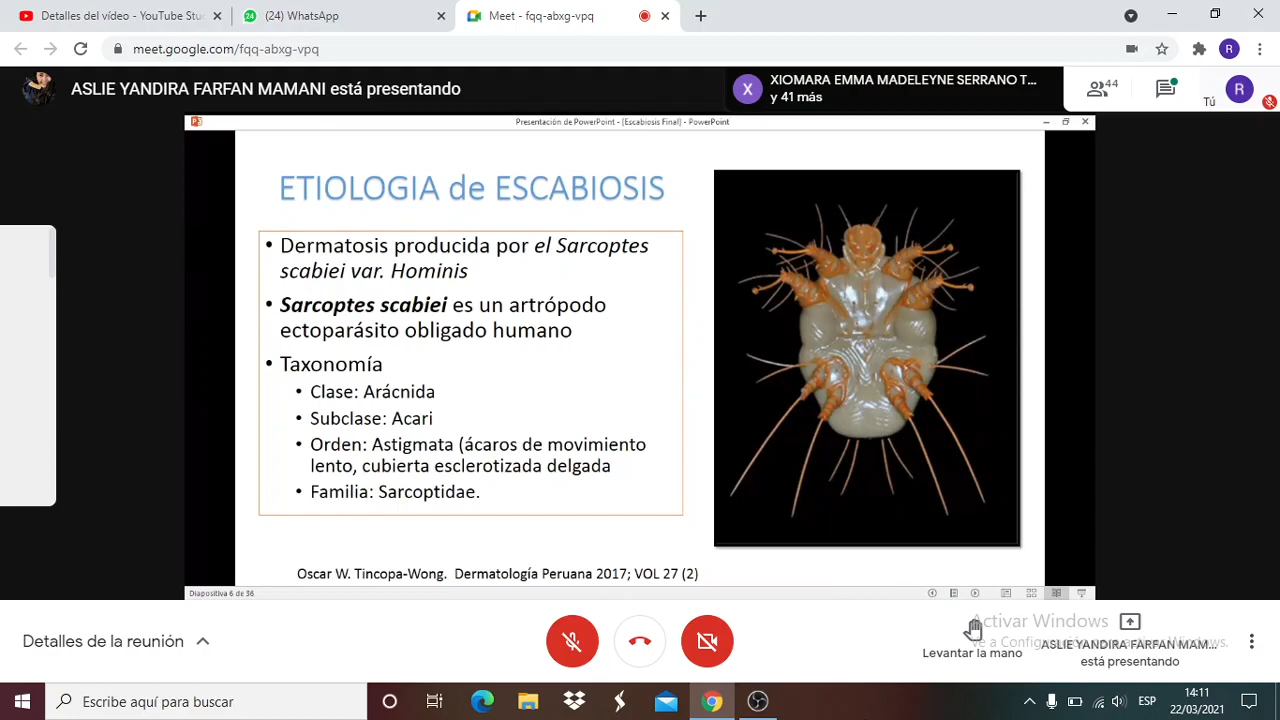 Detalles del vídeo - YouTube Stu
(24) WhatsApp
Meet - fqq-abxg-vpq
meet.google.com/fqq-abxg-vpq
R
ASLIE YANDIRA FARFAN MAMANI está presentando
X
XIOMARA EMMA MADELEYNE SERRANO T...
y 41 más
44
Tú
R
Presentación de PowerPoint - (Escabiosis Final) - PowerPoint
ETIOLOGIA de ESCABIOSIS
• Dermatosis producida por el Sarcoptes
scabiei var. Hominis
• Sarcoptes scabiei es un artrópodo
ectoparásito obligado humano
• Taxonomía
• Clase: Arácnida
• Subclase: Acari
• Orden: Astigmata (ácaros de movimiento
lento, cubierta esclerotizada delgada
• Familia: Sarcoptidae.
Oscar W. Tincopa-Wong. Dermatología Peruana 2017; VOL 27 (2)
Diapositiva 6 de 36
Detalles de la reunión
Activar Windows
Ve a Configuración para activar Windows.
Levantar la mano
ASLIE YANDIRA FARFAN MAM...
está presentando
Escribe aquí para buscar
ESP
14:11
22/03/2021